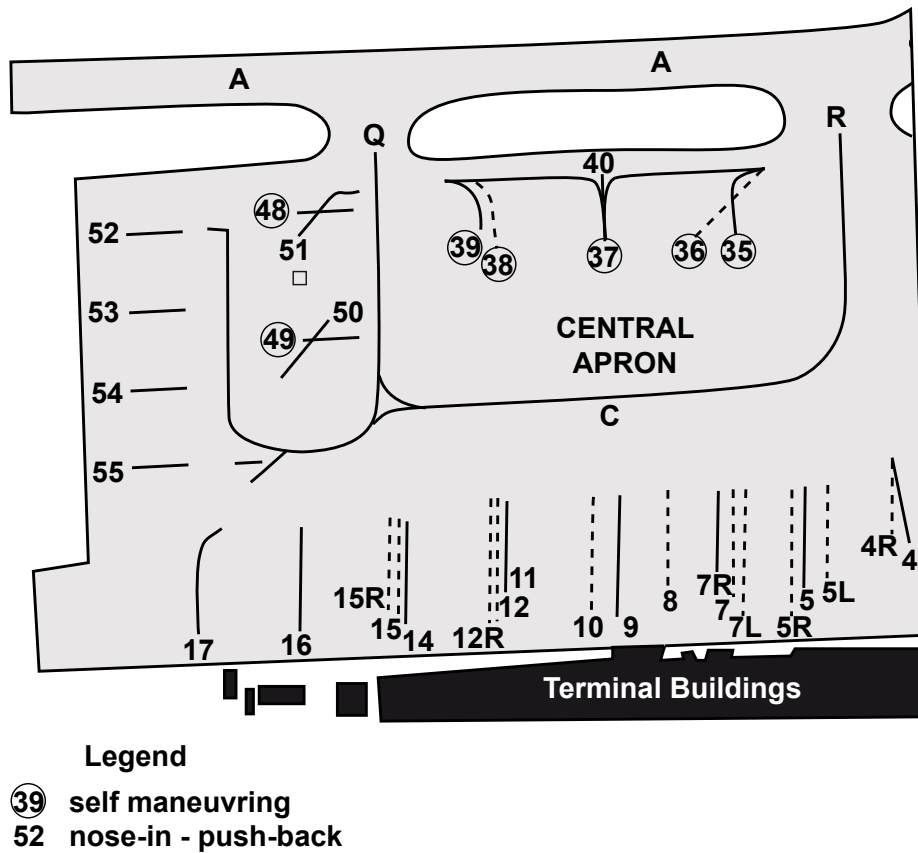 A
A
R
Q
40
48
52
51
39
38
37
36
35
53
50
49
CENTRAL
APRON
54
C
55
4R
4
15R
11
7R
8
5
5L
12
7
15
14
12R
10
9
7L
5R
17
16
Terminal Buildings
Legend
39 self maneuvring
52 nose-in - push-back